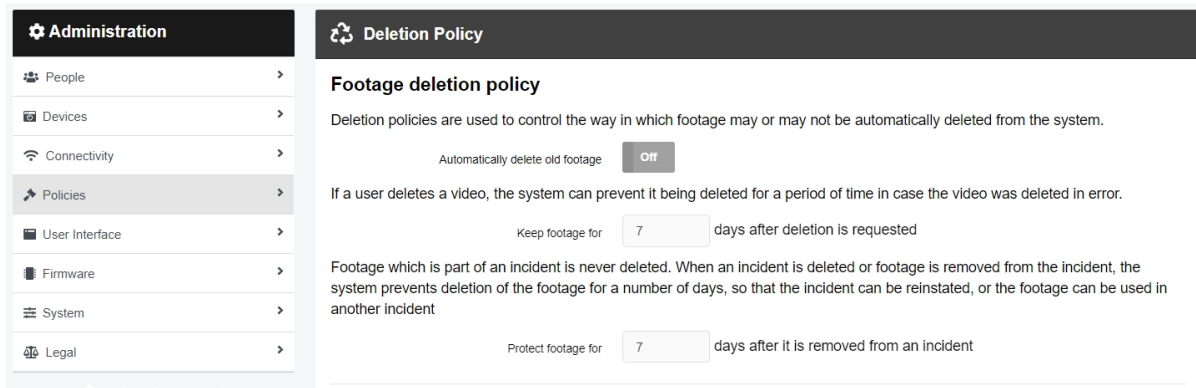 Administration
People
Devices
Connectivity
Policies
User Interface
Firmware
System
Legal
Deletion Policy
Footage deletion policy
Deletion policies are used to control the way in which footage may or may not be automatically deleted from the system.
Automatically delete old footage Off
If a user deletes a video, the system can prevent it being deleted for a period of time in case the video was deleted in error.
Keep footage for 7 days after deletion is requested
Footage which is part of an incident is never deleted. When an incident is deleted or footage is removed from the incident, the
system prevents deletion of the footage for a number of days, so that the incident can be reinstated, or the footage can be used in
another incident
Protect footage for 7 days after it is removed from an incident